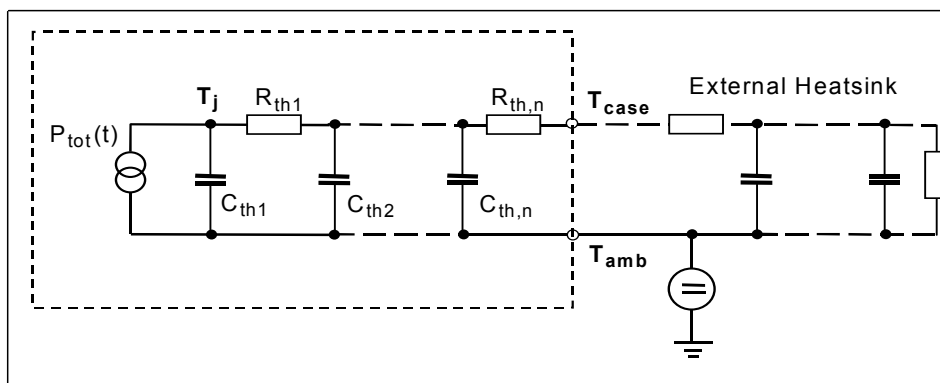 External Heatsink
T_j
R_th1
R_th,n
T_case
P_tot(t)
C_th1
C_th2
C_th,n
T_amb